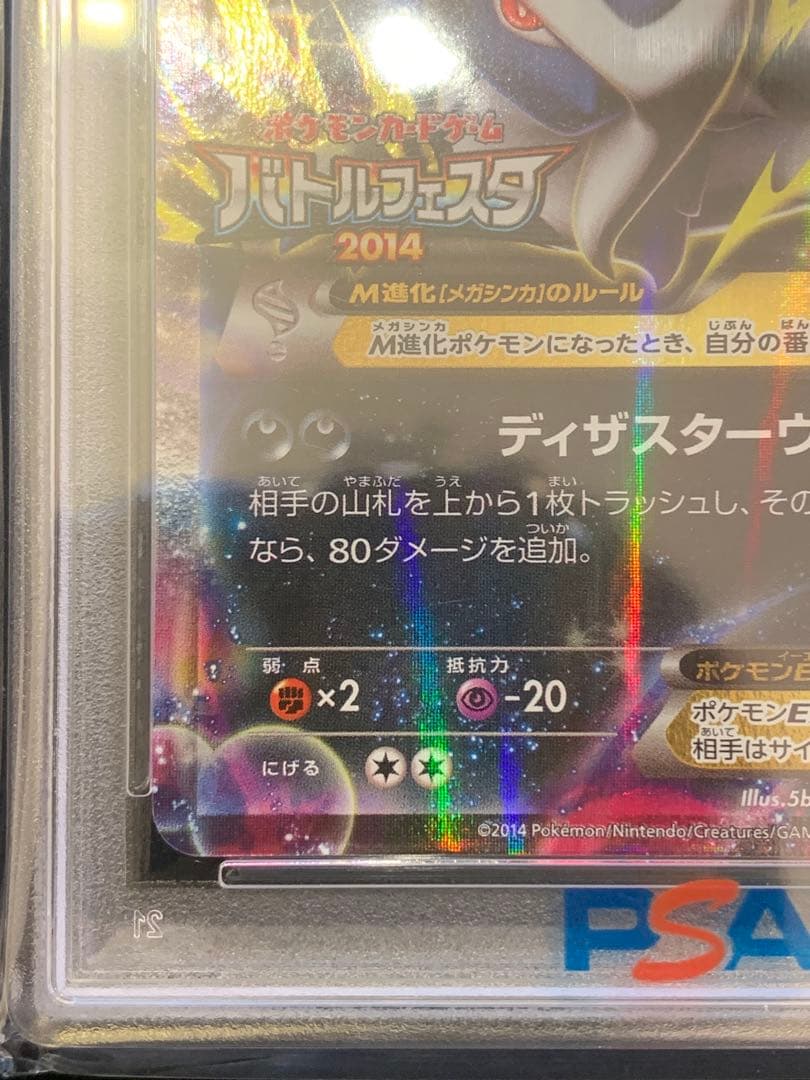 ポケモンカードゲーム
バトルフェスタ
2014
M進化[メガシンカ]のルール
メガシンカ じぶん ばん
M進化ポケモンになったとき、自分の番
ディザスターウ
あいて やまふだ うえ まい
相手の山札を上から1枚トラッシュし、その
ついか
なら、80ダメージを追加。
弱点 抵抗力
×2 -20
ポケモンE
ポケモンE
あいて
相手はサイ
にげる
Illus.5b
©2014 Pokémon/Nintendo/Creatures/GAM
PSA
21